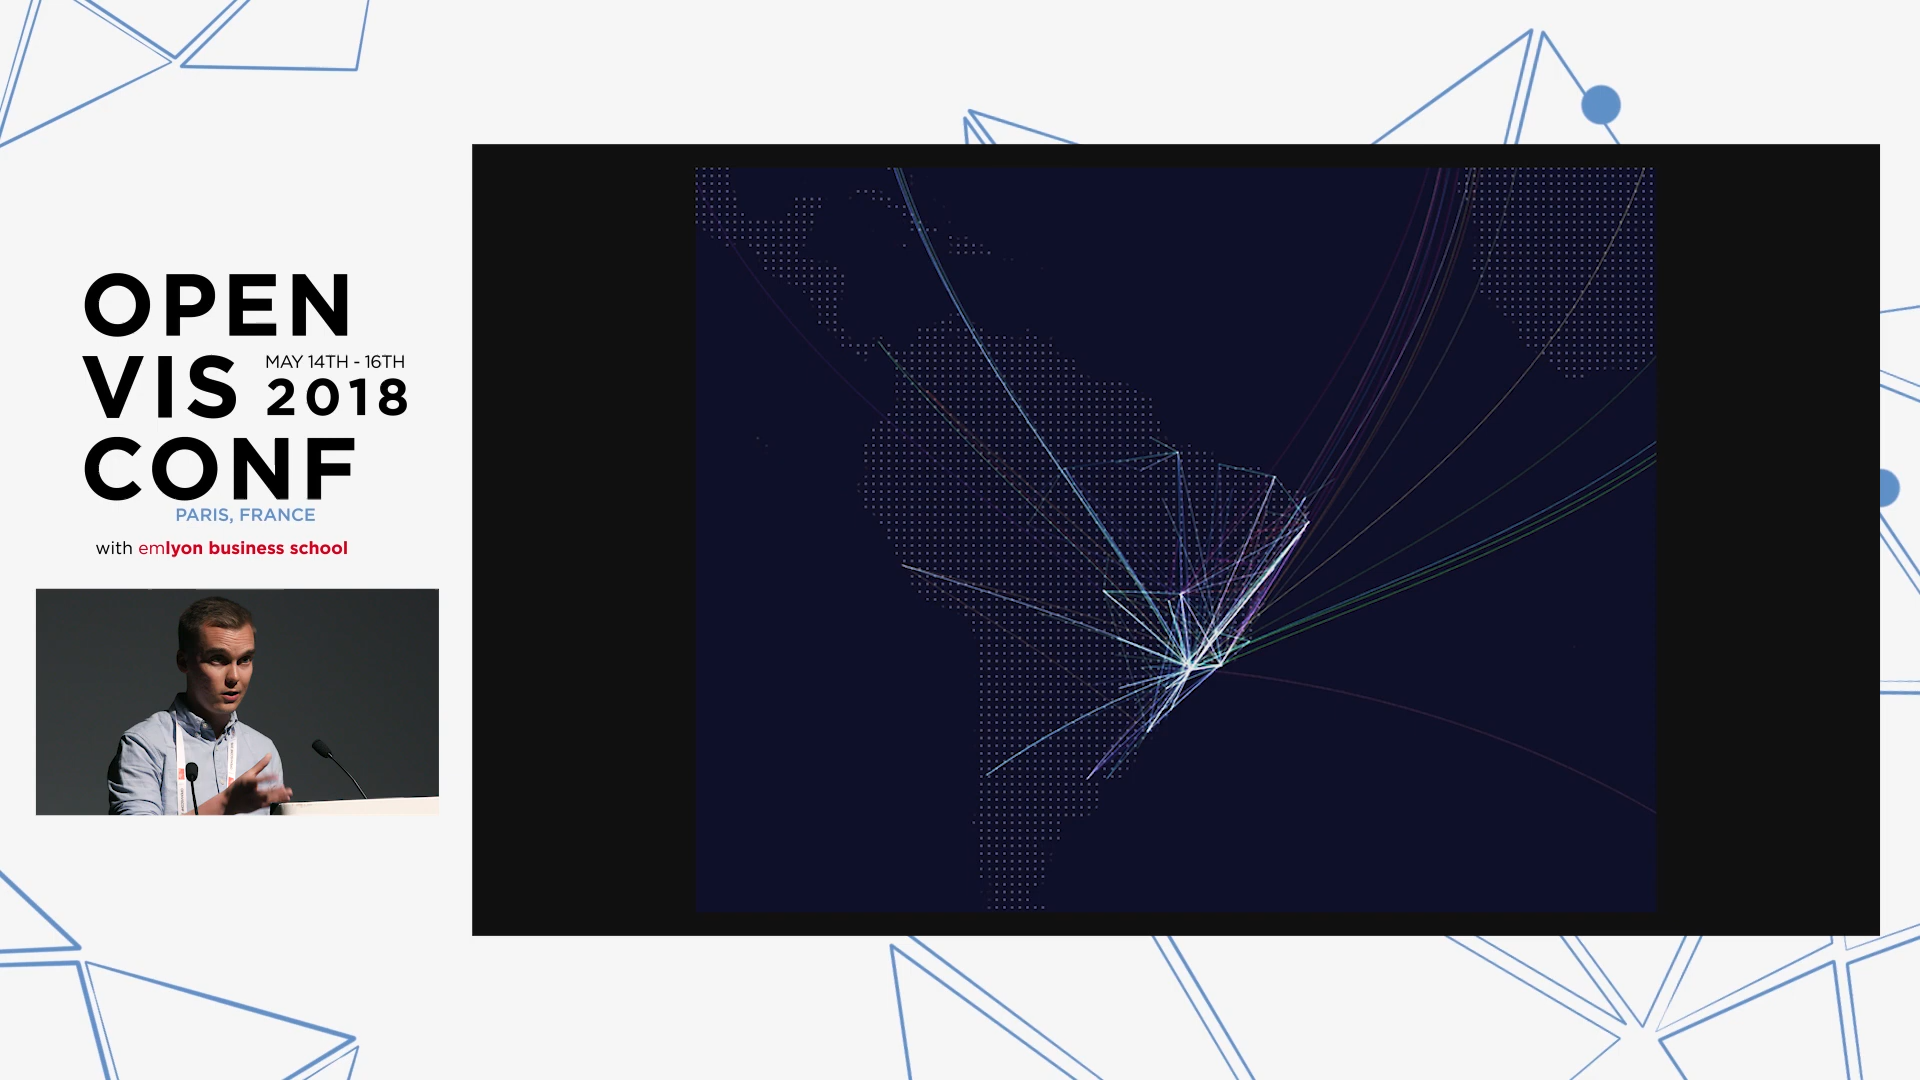 OPEN
VIS MAY 14TH - 16TH
2018
CONF
PARIS, FRANCE
with emlyon business school